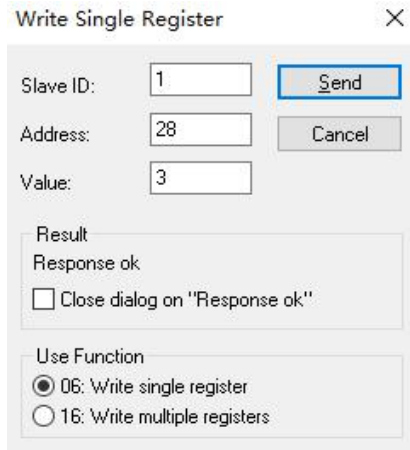 Write Single Register
Slave ID: 1 Send
Address: 28 Cancel
Value: 3
Result
Response ok
Close dialog on "Response ok"
Use Function
06: Write single register
16: Write multiple registers